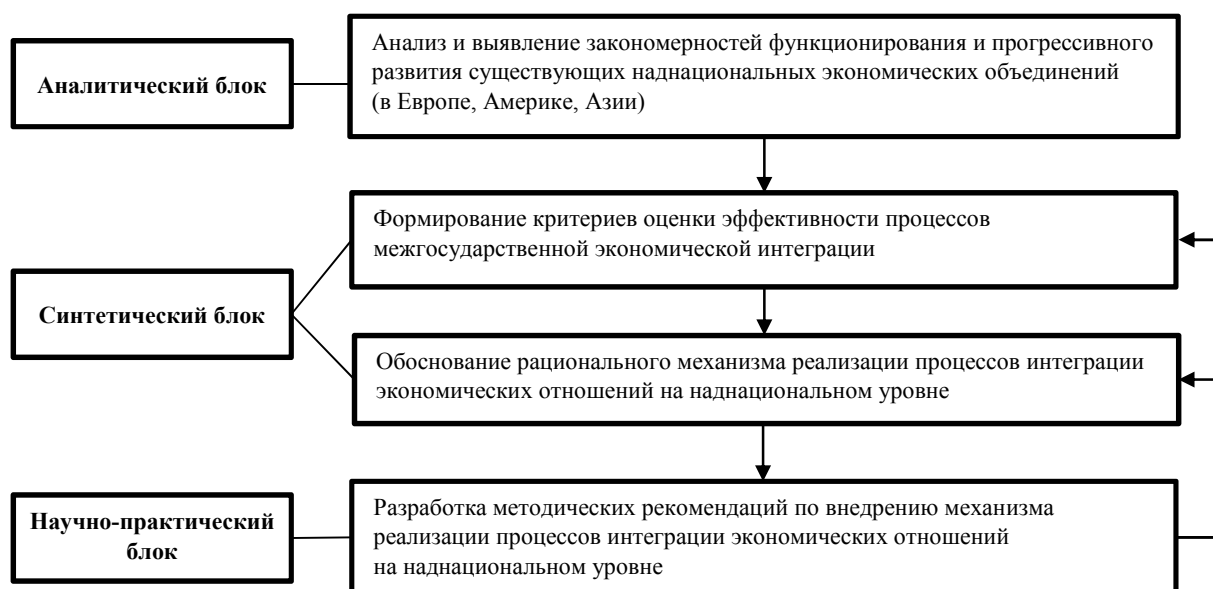 Аналитический блок
Анализ и выявление закономерностей функционирования и прогрессивного
развития существующих наднациональных экономических объединений
(в Европе, Америке, Азии)
Синтетический блок
Формирование критериев оценки эффективности процессов
межгосударственной экономической интеграции
Обоснование рационального механизма реализации процессов интеграции
экономических отношений на наднациональном уровне
Научно-практический
блок
Разработка методических рекомендаций по внедрению механизма
реализации процессов интеграции экономических отношений
на наднациональном уровне